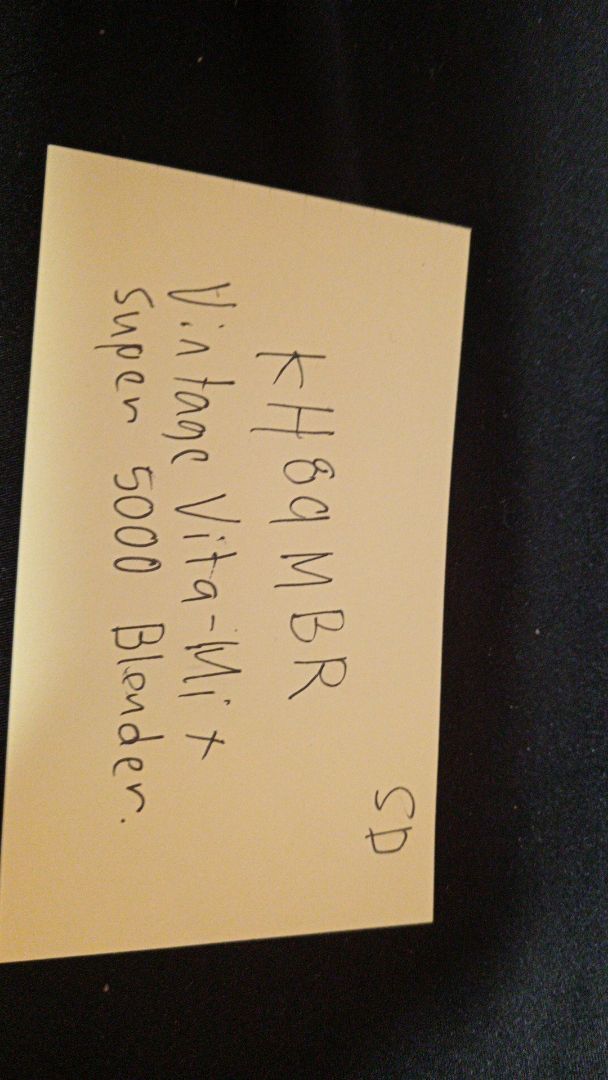 SD
KH89MBR
Vintage Vita-Mix
Super 5000 Blender.